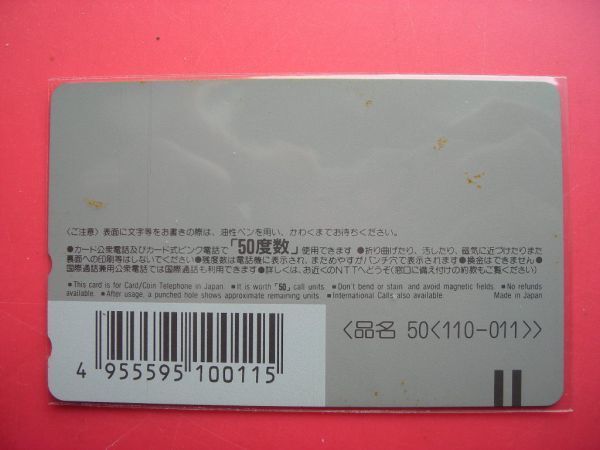 〈ご注意〉表面に文字等をお書きの際は、油性ペンを用い、かわくまでお待ちください。
●カード公衆電話及びカード式ピンク電話で「50度数」使用できます ●折り曲げたり、汚したり、磁気に近づけたりまた
裏面への印刷等はしないでください ●残度数は電話機に表示され、まためやすがパンチ穴で表示されます ●換金はできません ●
国際通話兼用公衆電話では国際通話も利用できます ●詳しくは、お近くのNTTへどうぞ(窓口に備え付けの約款もご覧ください)
■ This card is for Card/Coin Telephone in Japan ■ It is worth「50」call units ■ Don't bend or stain and avoid magnetic fields. ■ No refunds
available. ■ After usage, a punched hole shows approximate remaining units. ■ International Calls also available. Made in Japan
〈品名 50〈110-011〉〉
4 955595 100115